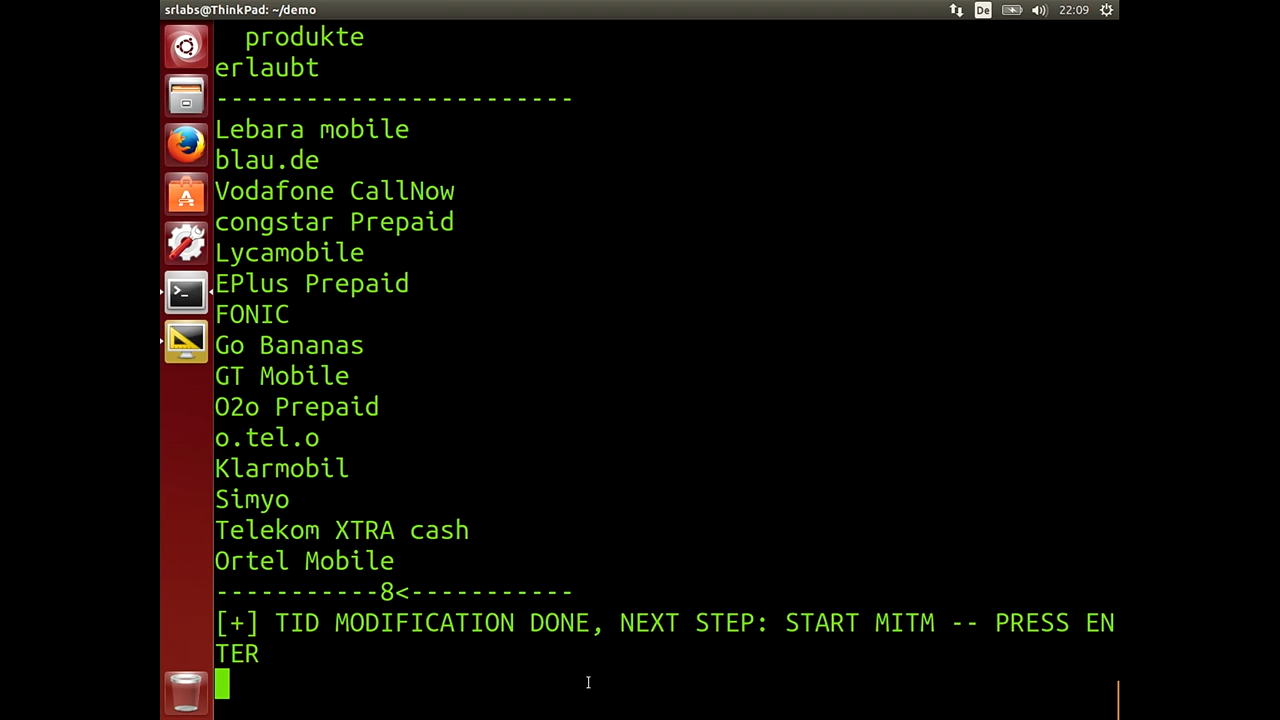 srlabs@ThinkPad: ~/demo
De
22:09
produkte
erlaubt
------------------------
Lebara mobile
blau.de
Vodafone CallNow
congstar Prepaid
Lycamobile
EPlus Prepaid
FONIC
Go Bananas
GT Mobile
O2o Prepaid
o.tel.o
Klarmobil
Simyo
Telekom XTRA cash
Ortel Mobile
-----------8<-----------
[+] TID MODIFICATION DONE, NEXT STEP: START MITM -- PRESS EN
TER